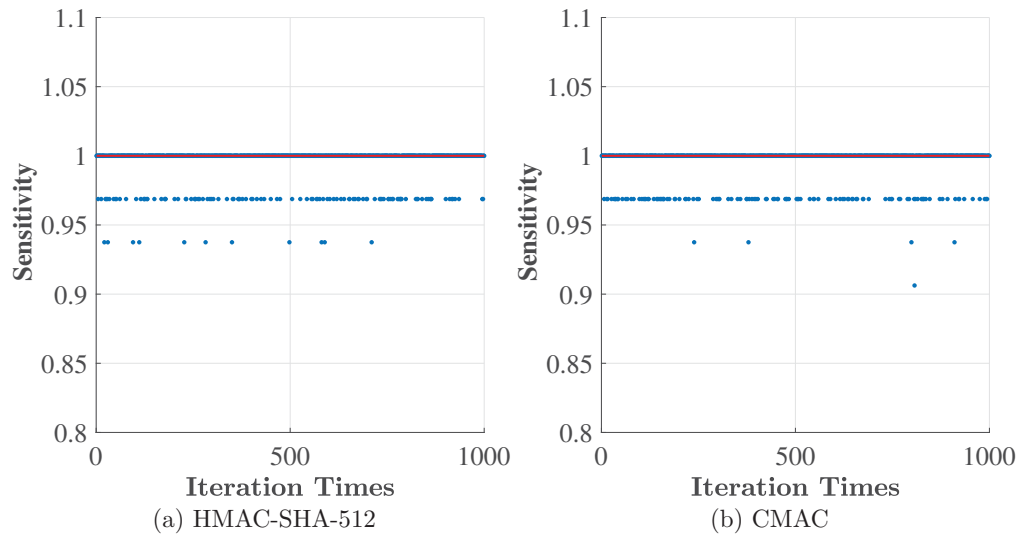 1.1
1.05
1
0.95
0.9
0.85
0.8
Sensitivity
0 500 1000
Iteration Times
(a) HMAC-SHA-512
1.1
1.05
1
0.95
0.9
0.85
0.8
Sensitivity
0 500 1000
Iteration Times
(b) CMAC